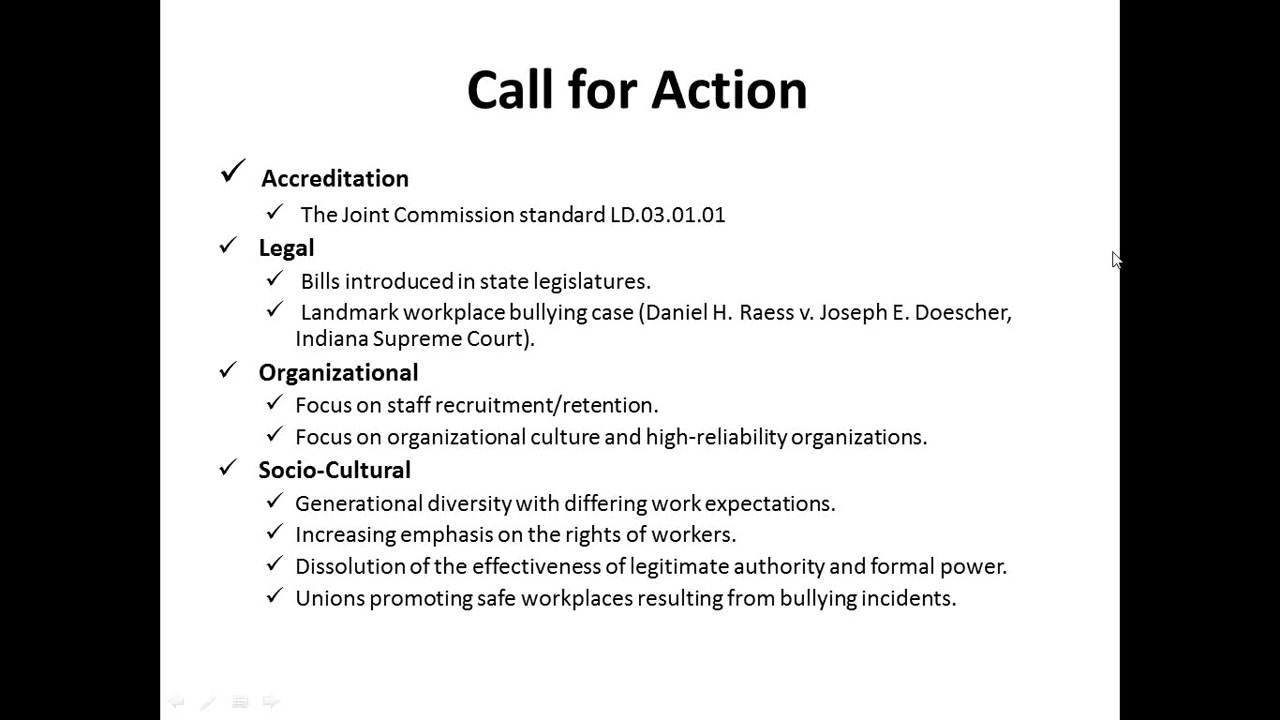 Call for Action
✓ Accreditation
✓ The Joint Commission standard LD.03.01.01
✓ Legal
✓ Bills introduced in state legislatures.
✓ Landmark workplace bullying case (Daniel H. Raess v. Joseph E. Doescher,
Indiana Supreme Court).
✓ Organizational
✓ Focus on staff recruitment/retention.
✓ Focus on organizational culture and high-reliability organizations.
✓ Socio-Cultural
✓ Generational diversity with differing work expectations.
✓ Increasing emphasis on the rights of workers.
✓ Dissolution of the effectiveness of legitimate authority and formal power.
✓ Unions promoting safe workplaces resulting from bullying incidents.